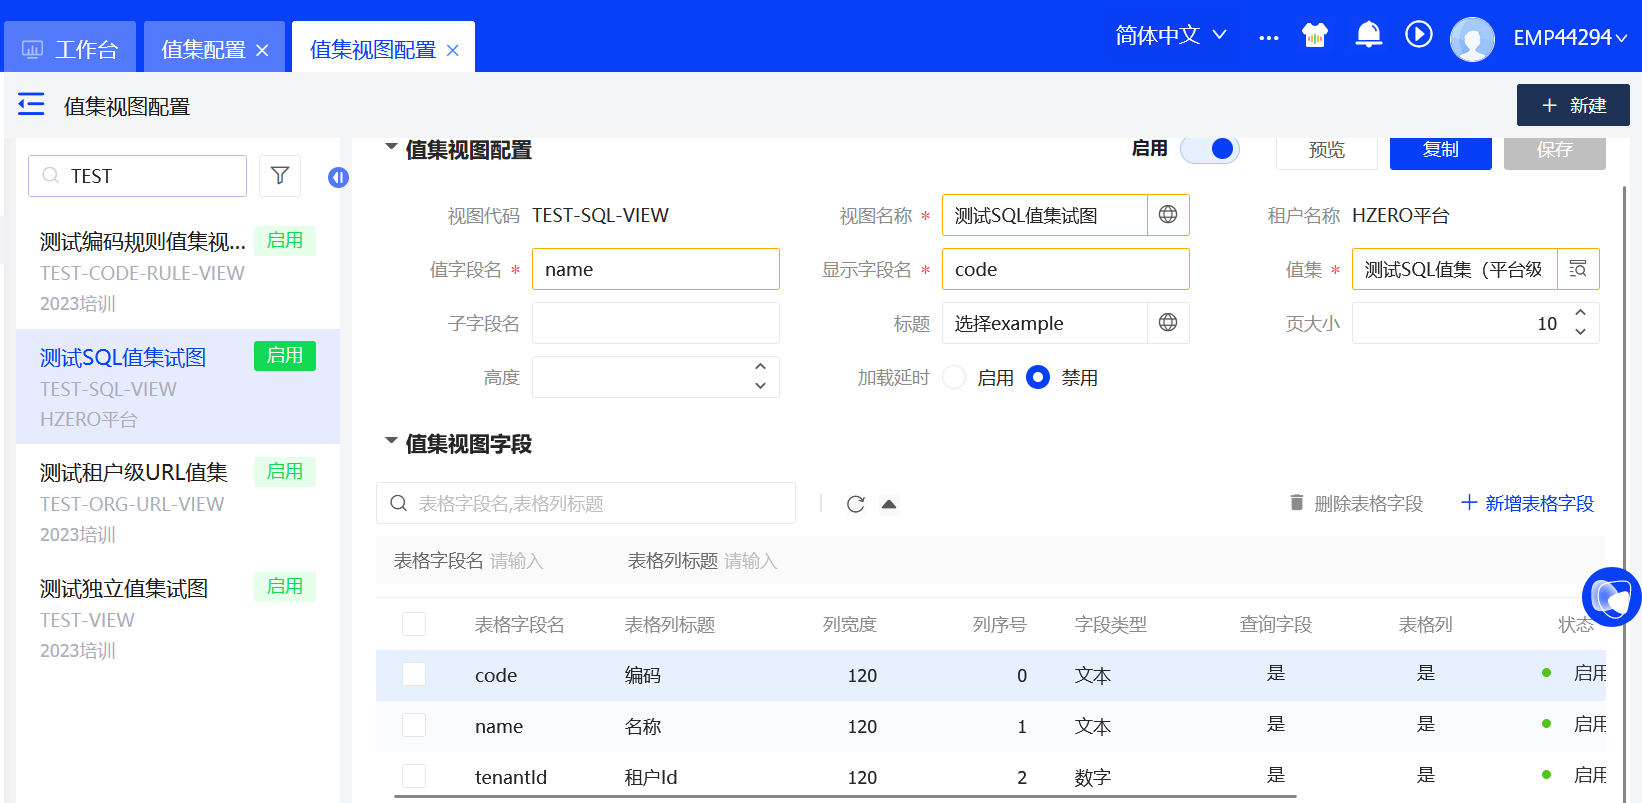 工作台 值集配置 × 值集视图配置 × 简体中文 ... EMP44294
值集视图配置 + 新建
TEST
测试编码规则值集视... 启用
TEST-CODE-RULE-VIEW
2023培训
测试SQL值集试图 启用
TEST-SQL-VIEW
HZERO平台
测试租户级URL值集 启用
TEST-ORG-URL-VIEW
2023培训
测试独立值集试图 启用
TEST-VIEW
2023培训
值集视图配置 启用 预览 复制 保存
视图代码 TEST-SQL-VIEW 视图名称 * 测试SQL值集试图 租户名称 HZERO平台
值字段名 * name 显示字段名 * code 值集 * 测试SQL值集（平台级
子字段名 标题 选择example 页大小 10
高度 加载延时 启用 禁用
值集视图字段
表格字段名,表格列标题 删除表格字段 + 新增表格字段
表格字段名 请输入 表格列标题 请输入
表格字段名 表格列标题 列宽度 列序号 字段类型 查询字段 表格列 状态
code 编码 120 0 文本 是 是 启用
name 名称 120 1 文本 是 是 启用
tenantId 租户Id 120 2 数字 是 是 启用